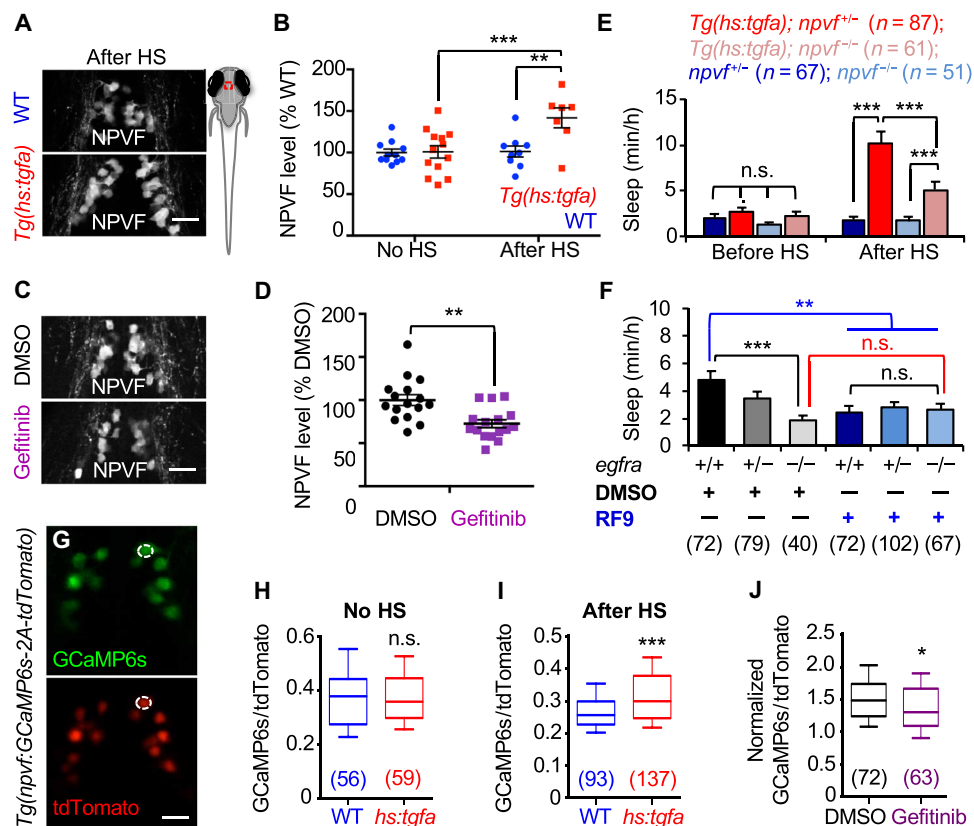 A
After HS
WT
NPVF
Tg(hs:tgfa)
NPVF
B
NPVF level (% WT)
200
150
100
50
0
***
**
Tg(hs:tgfa)
WT
No HS
After HS
E
Tg(hs:tgfa); npvf+/− (n = 87);
Tg(hs:tgfa); npvf−/− (n = 61);
npvf+/− (n = 67); npvf−/− (n = 51)
Sleep (min/h)
15
10
5
0
n.s.
***
***
***
Before HS
After HS
C
DMSO
NPVF
Gefitinib
NPVF
D
NPVF level (% DMSO)
200
150
100
50
0
**
DMSO
Gefitinib
F
Sleep (min/h)
10
8
6
4
2
0
**
***
n.s.
n.s.
egfra +/+ +/− −/− +/+ +/− −/−
DMSO + + + − − −
RF9 − − − + + +
(72) (79) (40) (72) (102) (67)
G
Tg(npvf:GCaMP6s-2A-tdTomato)
GCaMP6s
tdTomato
H
No HS
GCaMP6s/tdTomato
0.6
0.4
0.2
0
n.s.
(56) (59)
WT hs:tgfa
I
After HS
GCaMP6s/tdTomato
0.5
0.4
0.3
0.2
0.1
0
***
(93) (137)
WT hs:tgfa
J
Normalized
GCaMP6s/tdTomato
2.5
2.0
1.5
1.0
0.5
0
*
(72) (63)
DMSO Gefitinib